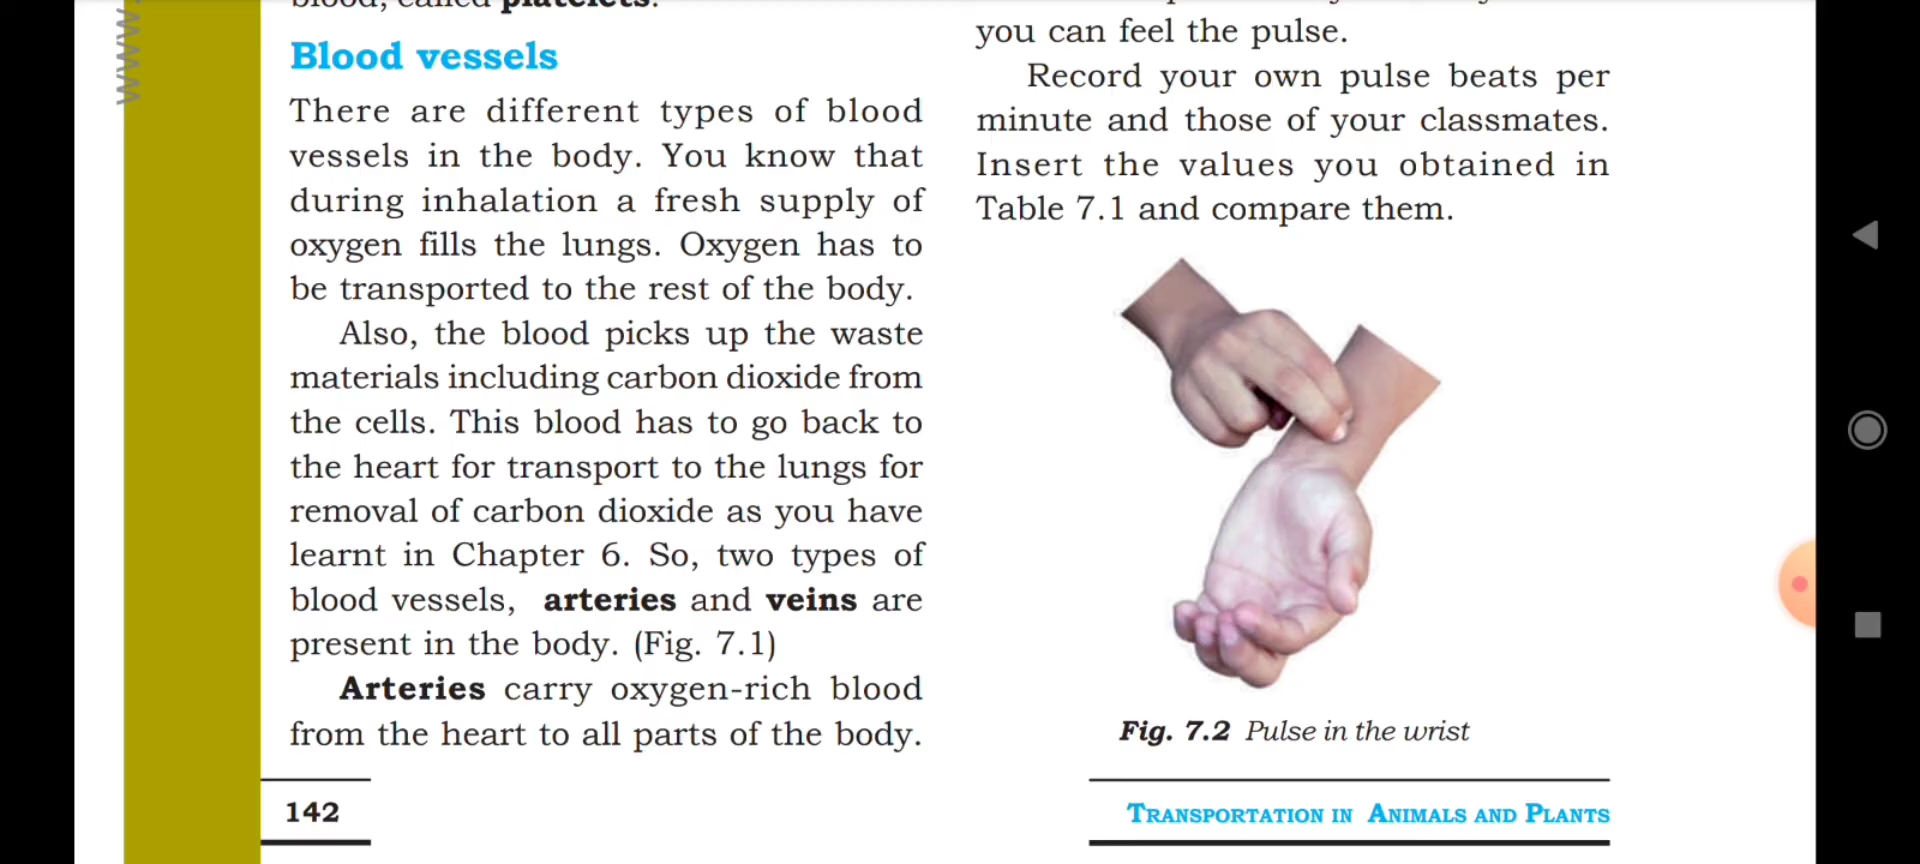 platelets.
Blood vessels
There are different types of blood
vessels in the body. You know that
during inhalation a fresh supply of
oxygen fills the lungs. Oxygen has to
be transported to the rest of the body.
Also, the blood picks up the waste
materials including carbon dioxide from
the cells. This blood has to go back to
the heart for transport to the lungs for
removal of carbon dioxide as you have
learnt in Chapter 6. So, two types of
blood vessels, arteries and veins are
present in the body. (Fig. 7.1)
Arteries carry oxygen-rich blood
from the heart to all parts of the body.
142
you can feel the pulse.
Record your own pulse beats per
minute and those of your classmates.
Insert the values you obtained in
Table 7.1 and compare them.
Fig. 7.2 Pulse in the wrist
TRANSPORTATION IN ANIMALS AND PLANTS